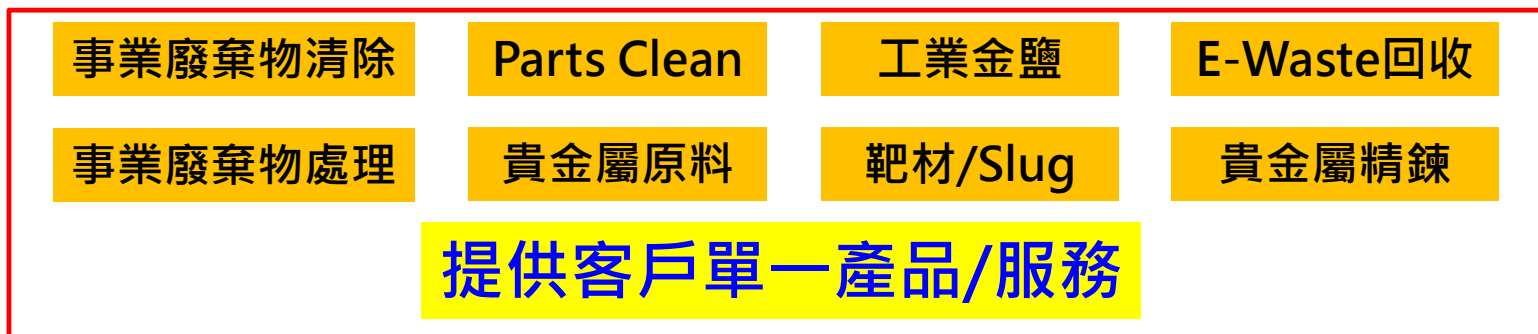 事業廢棄物清除 Parts Clean 工業金鹽 E-Waste回收
事業廢棄物處理 貴金屬原料 靶材/Slug 貴金屬精鍊
提供客戶單一產品/服務